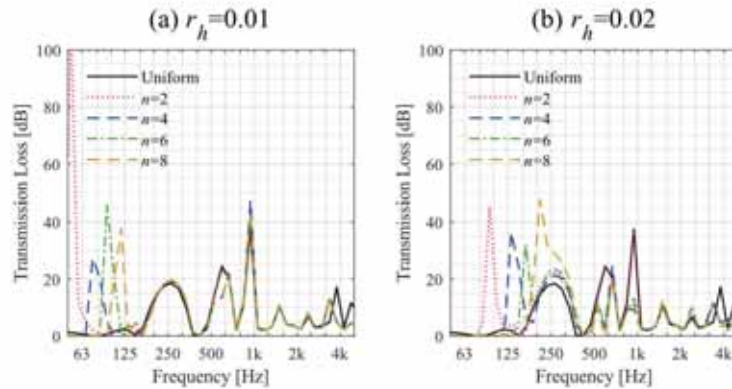 (a) r_h=0.01
Transmission Loss [dB]
100
80
60
40
20
0
Uniform
n=2
n=4
n=6
n=8
63 125 250 500 1k 2k 4k
Frequency [Hz]
(b) r_h=0.02
Transmission Loss [dB]
100
80
60
40
20
0
Uniform
n=2
n=4
n=6
n=8
63 125 250 500 1k 2k 4k
Frequency [Hz]